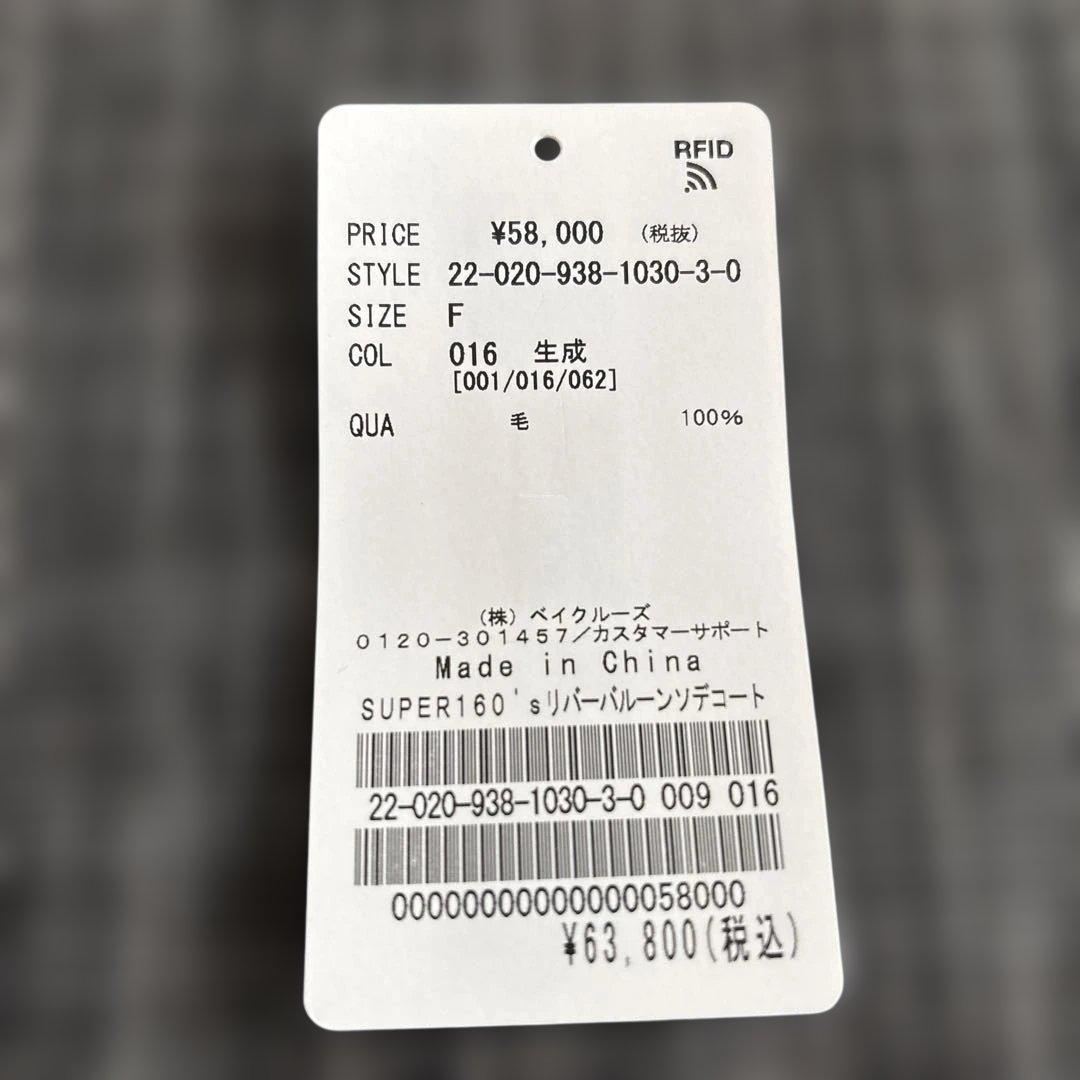 RFID
PRICE ¥58,000 (税抜)
STYLE 22-020-938-1030-3-0
SIZE F
COL 016 生成
[001/016/062]
QUA 毛 100%
(株)ベイクルーズ
0120-301457/カスタマーサポート
Made in China
SUPER160'sリバーバルーンソデコート
22-020-938-1030-3-0 009 016
00000000000000058000
¥63,800(税込)